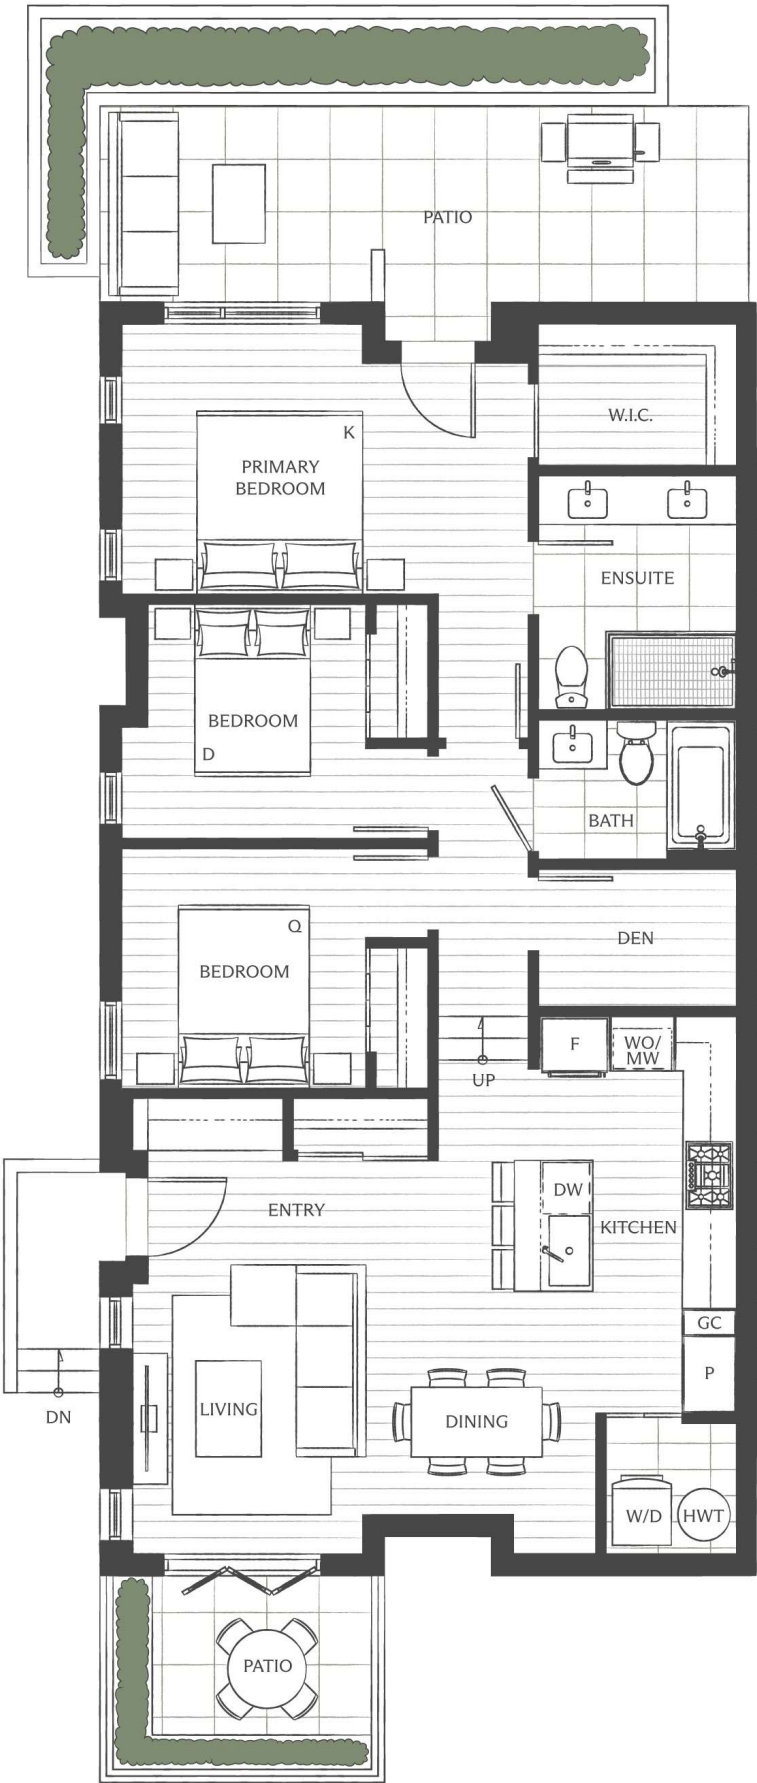 PATIO
K
W.I.C.
PRIMARY
BEDROOM
ENSUITE
BEDROOM
D
BATH
Q
DEN
BEDROOM
F
WO/
MW
UP
DW
ENTRY
KITCHEN
GC
P
LIVING
DINING
DN
W/D
HWT
PATIO